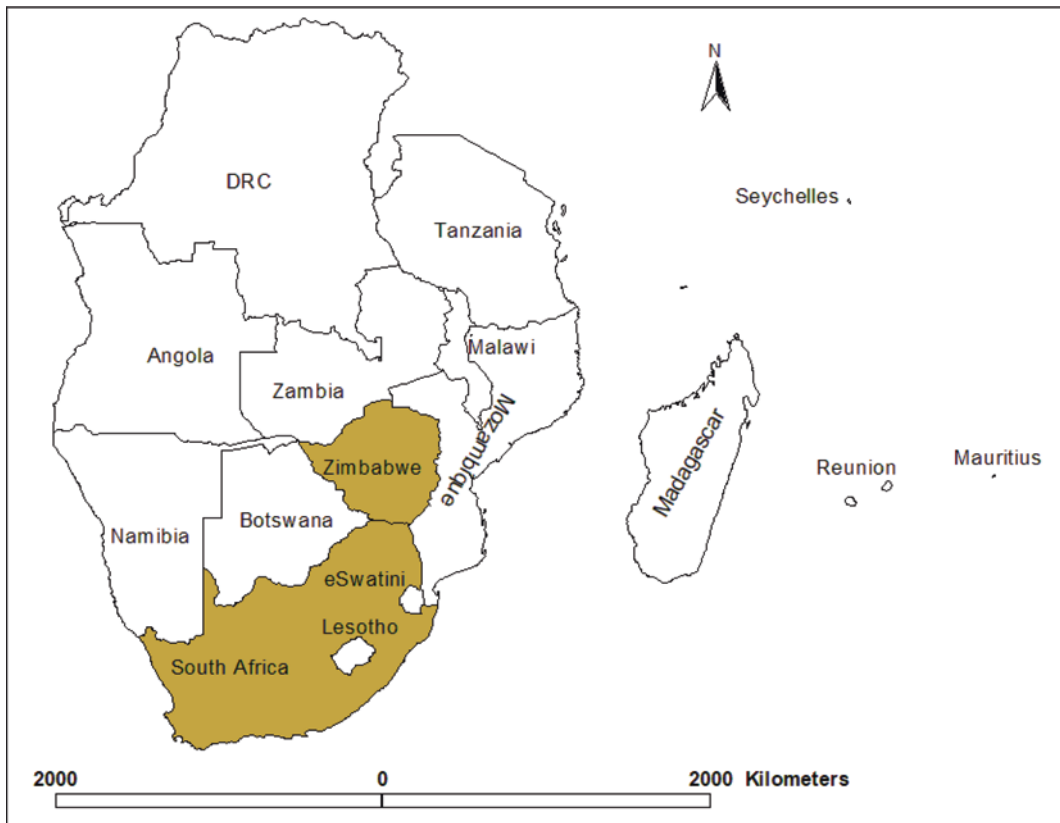 N
DRC
Seychelles
Tanzania
Angola
Malawi
Zambia
Mozambique
Madagascar
Zimbabwe
Reunion
Mauritius
Botswana
Namibia
eSwatini
Lesotho
South Africa
2000 0 2000 Kilometers